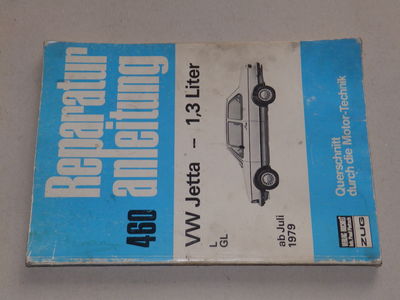 Reparatur
anleitung
460
VW Jetta - 1,3 Liter
L
GL
ab Juli
1979
Querschnitt
durch die Motor-Technik
ZUG